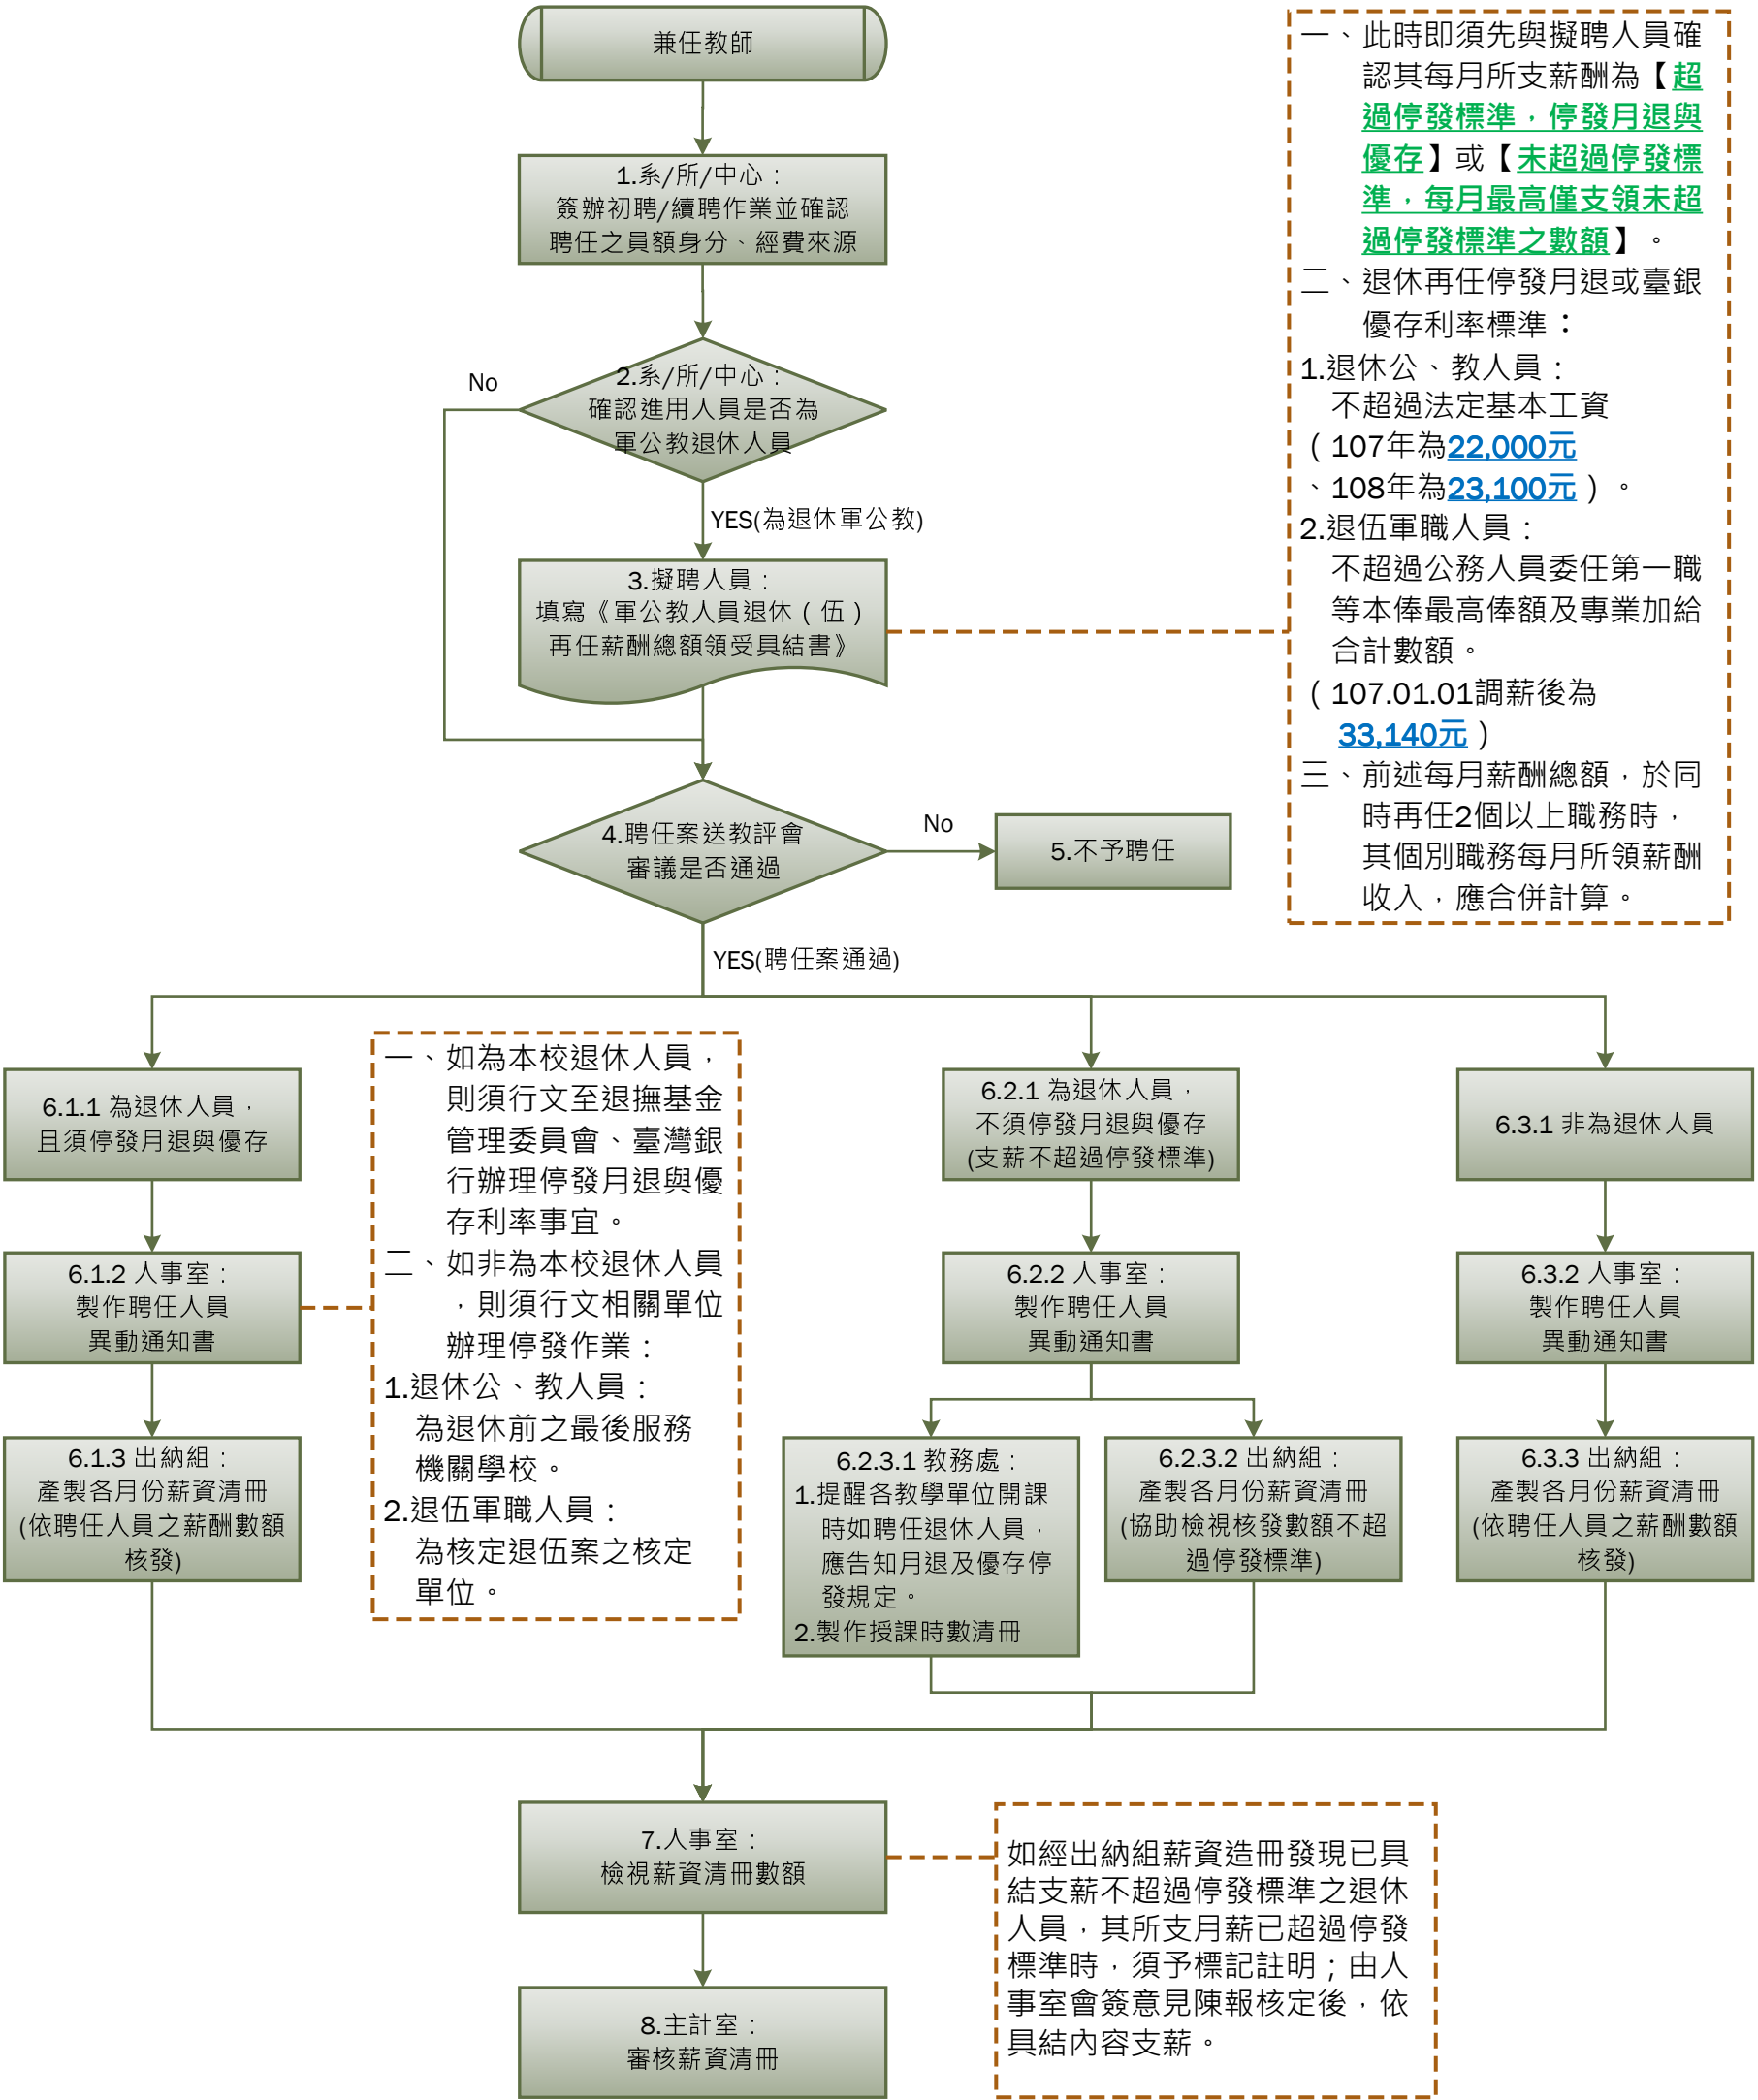 兼任教師
1.系/所/中心：
簽辦初聘/續聘作業並確認
聘任之員額身分、經費來源
2.系/所/中心：
確認進用人員是否為
軍公教退休人員
No
YES(為退休軍公教)
3.擬聘人員：
填寫《軍公教人員退休（伍）
再任薪酬總額領受具結書》
一、此時即須先與擬聘人員確
認其每月所支薪酬為【超
過停發標準，停發月退與
優存】或【未超過停發標
準，每月最高僅支領未超
過停發標準之數額】。
二、退休再任停發月退或臺銀
優存利率標準：
1.退休公、教人員：
不超過法定基本工資
（107年為22,000元
、108年為23,100元）。
2.退伍軍職人員：
不超過公務人員委任第一職
等本俸最高俸額及專業加給
合計數額。
（107.01.01調薪後為
33,140元）
三、前述每月薪酬總額，於同
時再任2個以上職務時，
其個別職務每月所領薪酬
收入，應合併計算。
4.聘任案送教評會
審議是否通過
No
5.不予聘任
YES(聘任案通過)
6.1.1 為退休人員，
且須停發月退與優存
6.1.2 人事室：
製作聘任人員
異動通知書
6.1.3 出納組：
產製各月份薪資清冊
(依聘任人員之薪酬數額
核發)
一、如為本校退休人員，
則須行文至退撫基金
管理委員會、臺灣銀
行辦理停發月退與優
存利率事宜。
二、如非為本校退休人員
，則須行文相關單位
辦理停發作業：
1.退休公、教人員：
為退休前之最後服務
機關學校。
2.退伍軍職人員：
為核定退伍案之核定
單位。
6.2.1 為退休人員，
不須停發月退與優存
(支薪不超過停發標準)
6.2.2 人事室：
製作聘任人員
異動通知書
6.2.3.1 教務處：
1.提醒各教學單位開課
時如聘任退休人員，
應告知月退及優存停
發規定。
2.製作授課時數清冊
6.2.3.2 出納組：
產製各月份薪資清冊
(協助檢視核發數額不超
過停發標準)
6.3.1 非為退休人員
6.3.2 人事室：
製作聘任人員
異動通知書
6.3.3 出納組：
產製各月份薪資清冊
(依聘任人員之薪酬數額
核發)
7.人事室：
檢視薪資清冊數額
如經出納組薪資造冊發現已具
結支薪不超過停發標準之退休
人員，其所支月薪已超過停發
標準時，須予標記註明；由人
事室會簽意見陳報核定後，依
具結內容支薪。
8.主計室：
審核薪資清冊